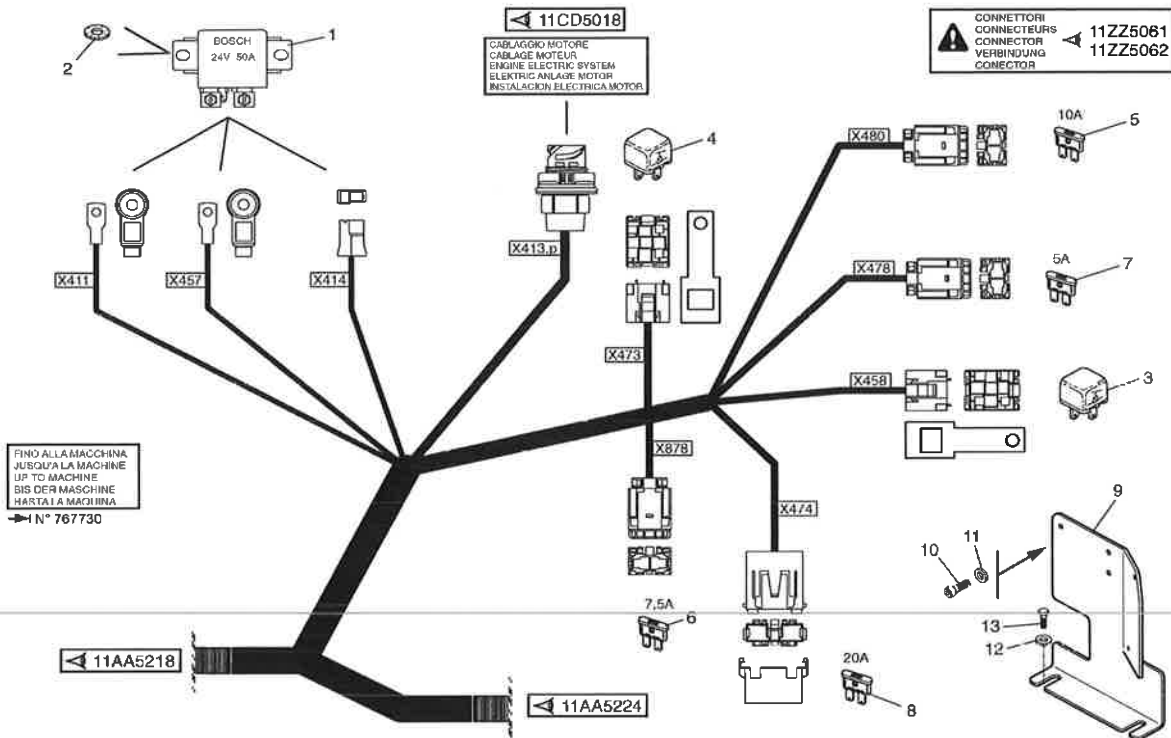 11CD5018
CABLAGGIO MOTORE
CABLAGE MOTEUR
ENGINE ELECTRIC SYSTEM
ELEKTRIC ANLAGE MOTOR
INSTALACION ELECTRICA MOTOR
CONNETTORI
CONNECTEURS
CONNECTOR
VERBINDUNG
CONECTOR
11ZZ5061
11ZZ5062
1
2
BOSCH
24V 50A
4
10A
5
X480
X411
X457
X414
X413.p
X478
5A
7
X473
X458
3
X878
FINO ALLA MACCHINA
JUSQU'A LA MACHINE
UP TO MACHINE
BIS DER MASCHINE
HASTA LA MAQUINA
N° 767730
X474
9
10
11
7,5A
6
13
12
11AA5218
20A
8
11AA5224